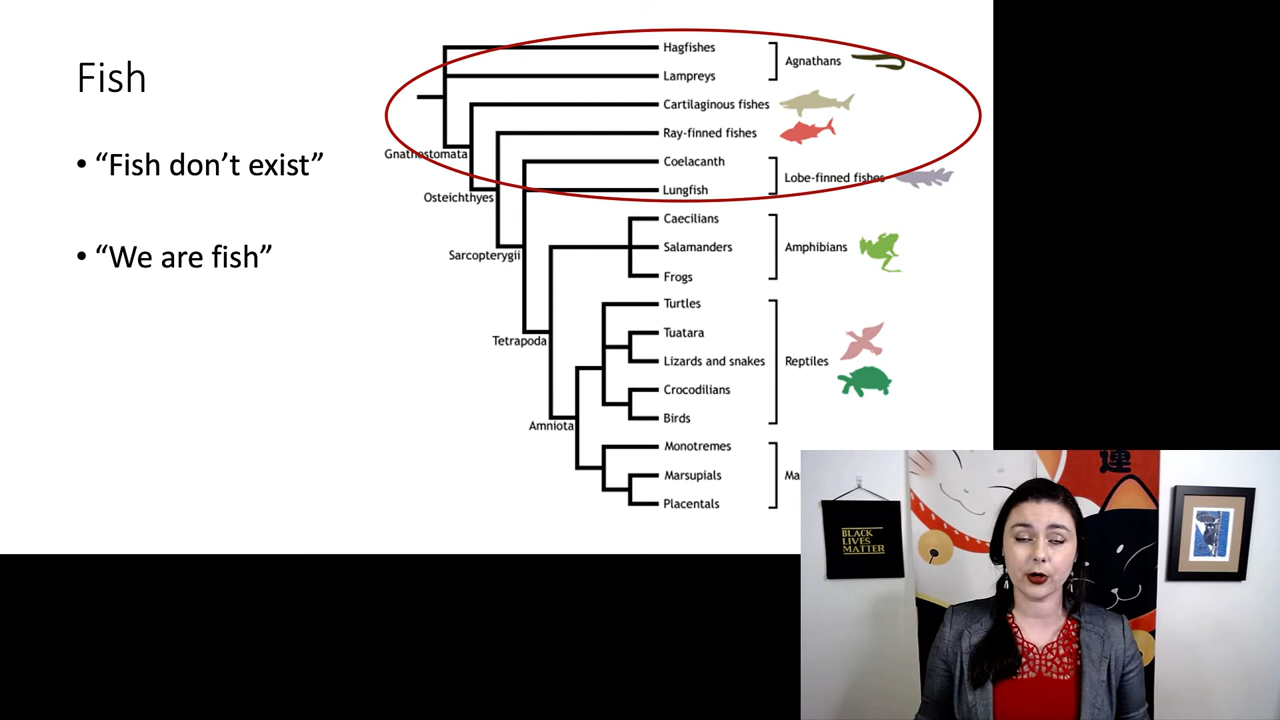 Fish
• “Fish don’t exist”
• “We are fish”
Hagfishes
Lampreys
Agnathans
Cartilaginous fishes
Ray-finned fishes
Gnathostomata
Coelacanth
Lungfish
Lobe-finned fishes
Osteichthyes
Caecilians
Salamanders
Frogs
Amphibians
Sarcopterygii
Turtles
Tuatara
Lizards and snakes
Crocodilians
Birds
Reptiles
Tetrapoda
Amniota
Monotremes
Marsupials
Placentals
Ma
運
BLACK
LIVES
MATTER